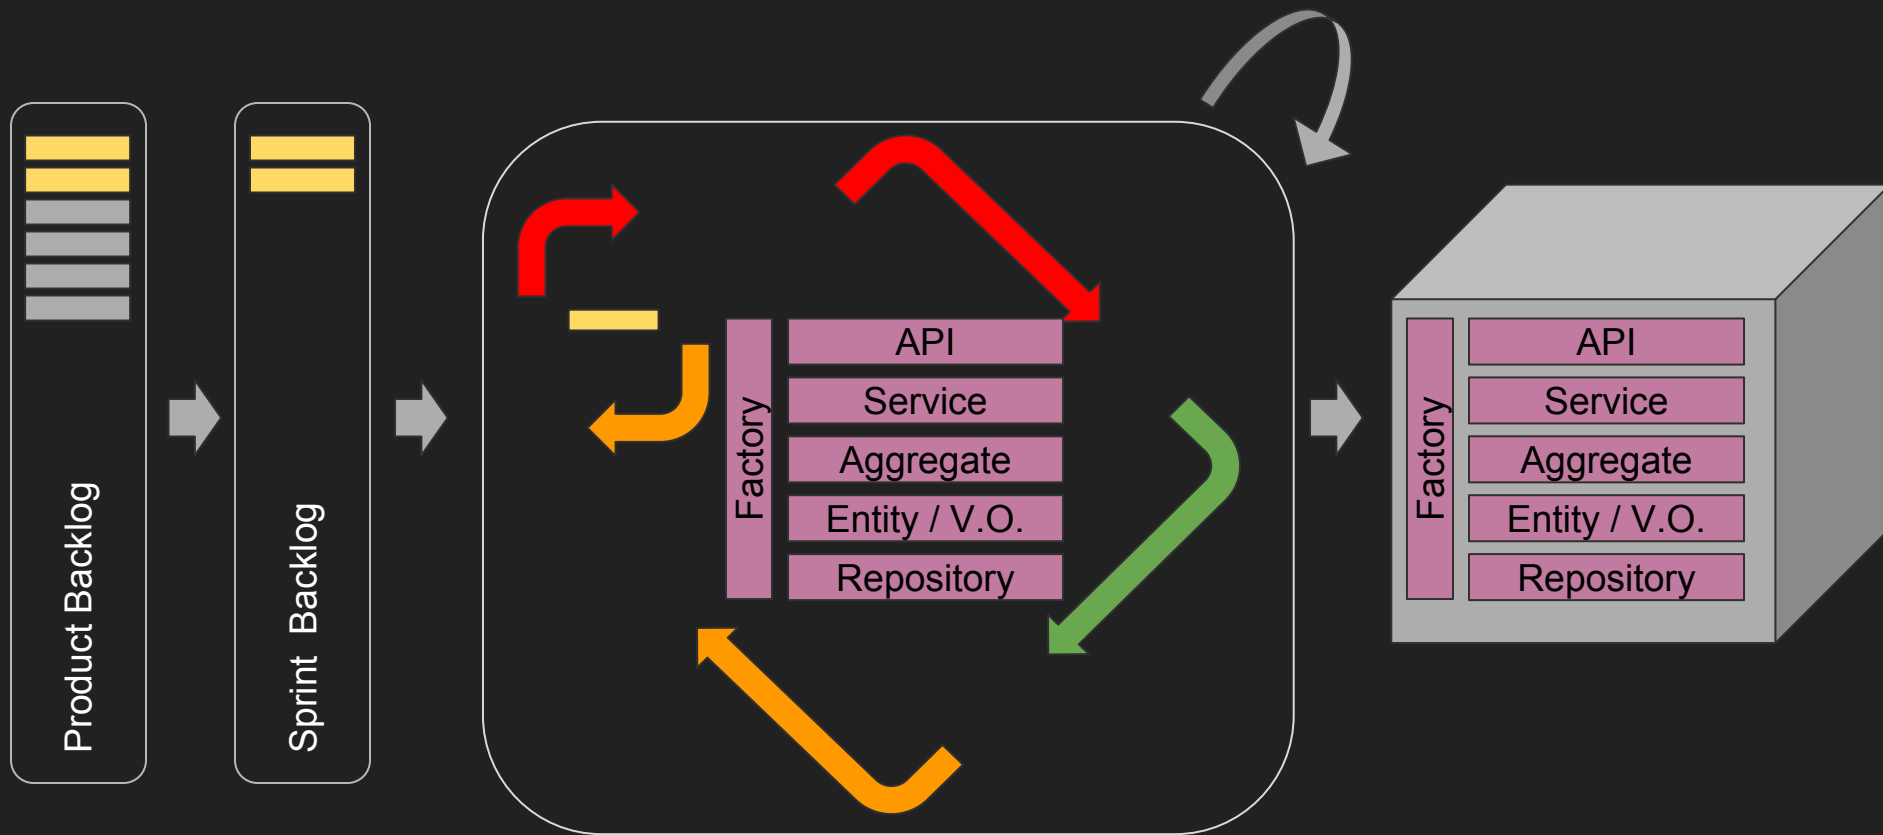 Product Backlog
Sprint Backlog
Factory
API
Service
Aggregate
Entity / V.O.
Repository
Factory
API
Service
Aggregate
Entity / V.O.
Repository